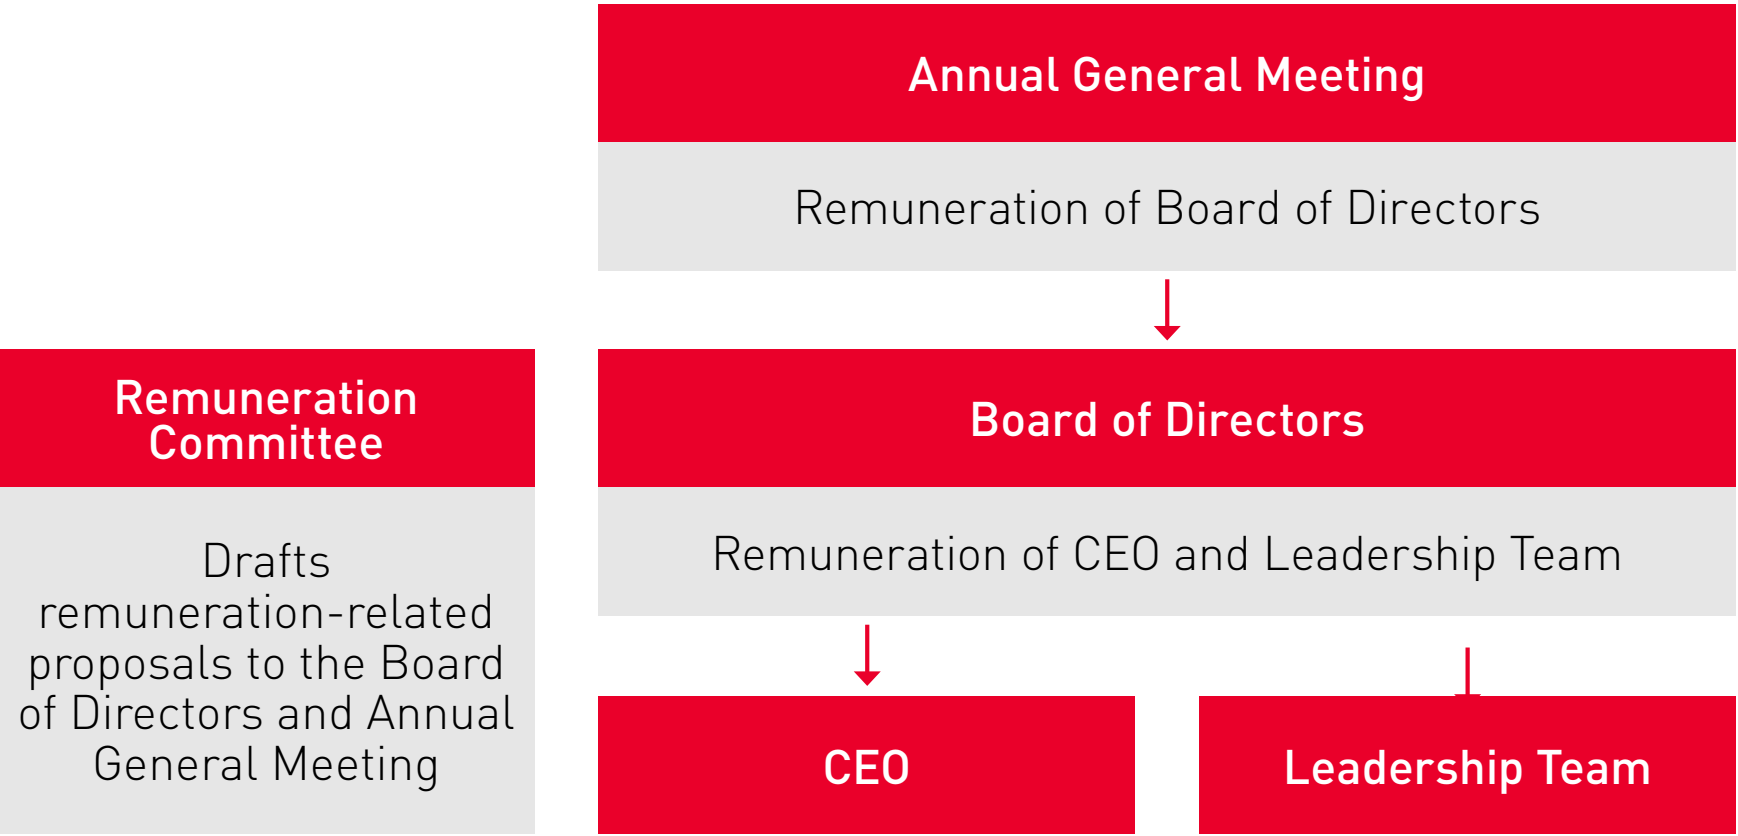 Annual General Meeting
Remuneration of Board of Directors
Remuneration
Committee
Drafts
remuneration-related
proposals to the Board
of Directors and Annual
General Meeting
Board of Directors
Remuneration of CEO and Leadership Team
CEO
Leadership Team